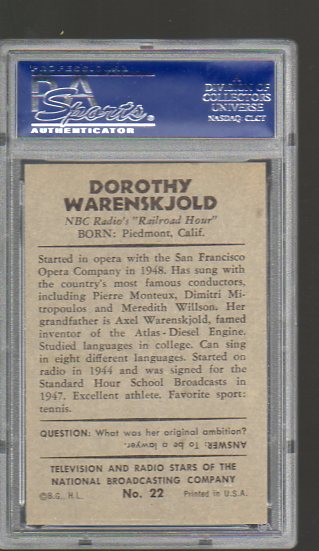 PROFESSIONAL
PSA
Sports
AUTHENTICATOR
A
DIVISION OF
COLLECTORS
UNIVERSE
NASDAQ: CLCT
DOROTHY
WARENSKJOLD
NBC Radio's "Railroad Hour"
BORN: Piedmont, Calif.
Started in opera with the San Francisco
Opera Company in 1948. Has sung with
the country's most famous conductors,
including Pierre Monteux, Dimitri Mi-
tropoulos and Meredith Willson. Her
grandfather is Axel Warenskjold, famed
inventor of the Atlas-Diesel Engine.
Studied languages in college. Can sing
in eight different languages. Started on
radio in 1944 and was signed for the
Standard Hour School Broadcasts in
1947. Excellent athlete. Favorite sport:
tennis.
QUESTION: What was her original ambition?
ANSWER: To be a lawyer.
TELEVISION AND RADIO STARS OF THE
NATIONAL BROADCASTING COMPANY
©B.G., H.L. No. 22 Printed in U.S.A.